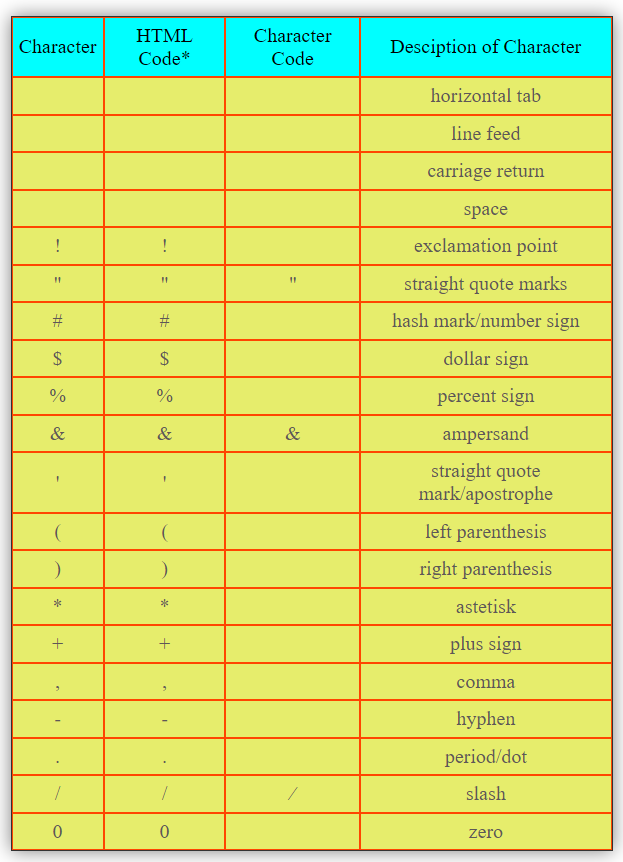 Character HTML Code* Character Code Desciption of Character
horizontal tab
line feed
carriage return
space
! ! exclamation point
" " " straight quote marks
# # hash mark/number sign
$ $ dollar sign
% % percent sign
& & & ampersand
' ' straight quote mark/apostrophe
( ( left parenthesis
) ) right parenthesis
* * astetisk
+ + plus sign
, , comma
- - hyphen
. . period/dot
/ / ⁄ slash
0 0 zero